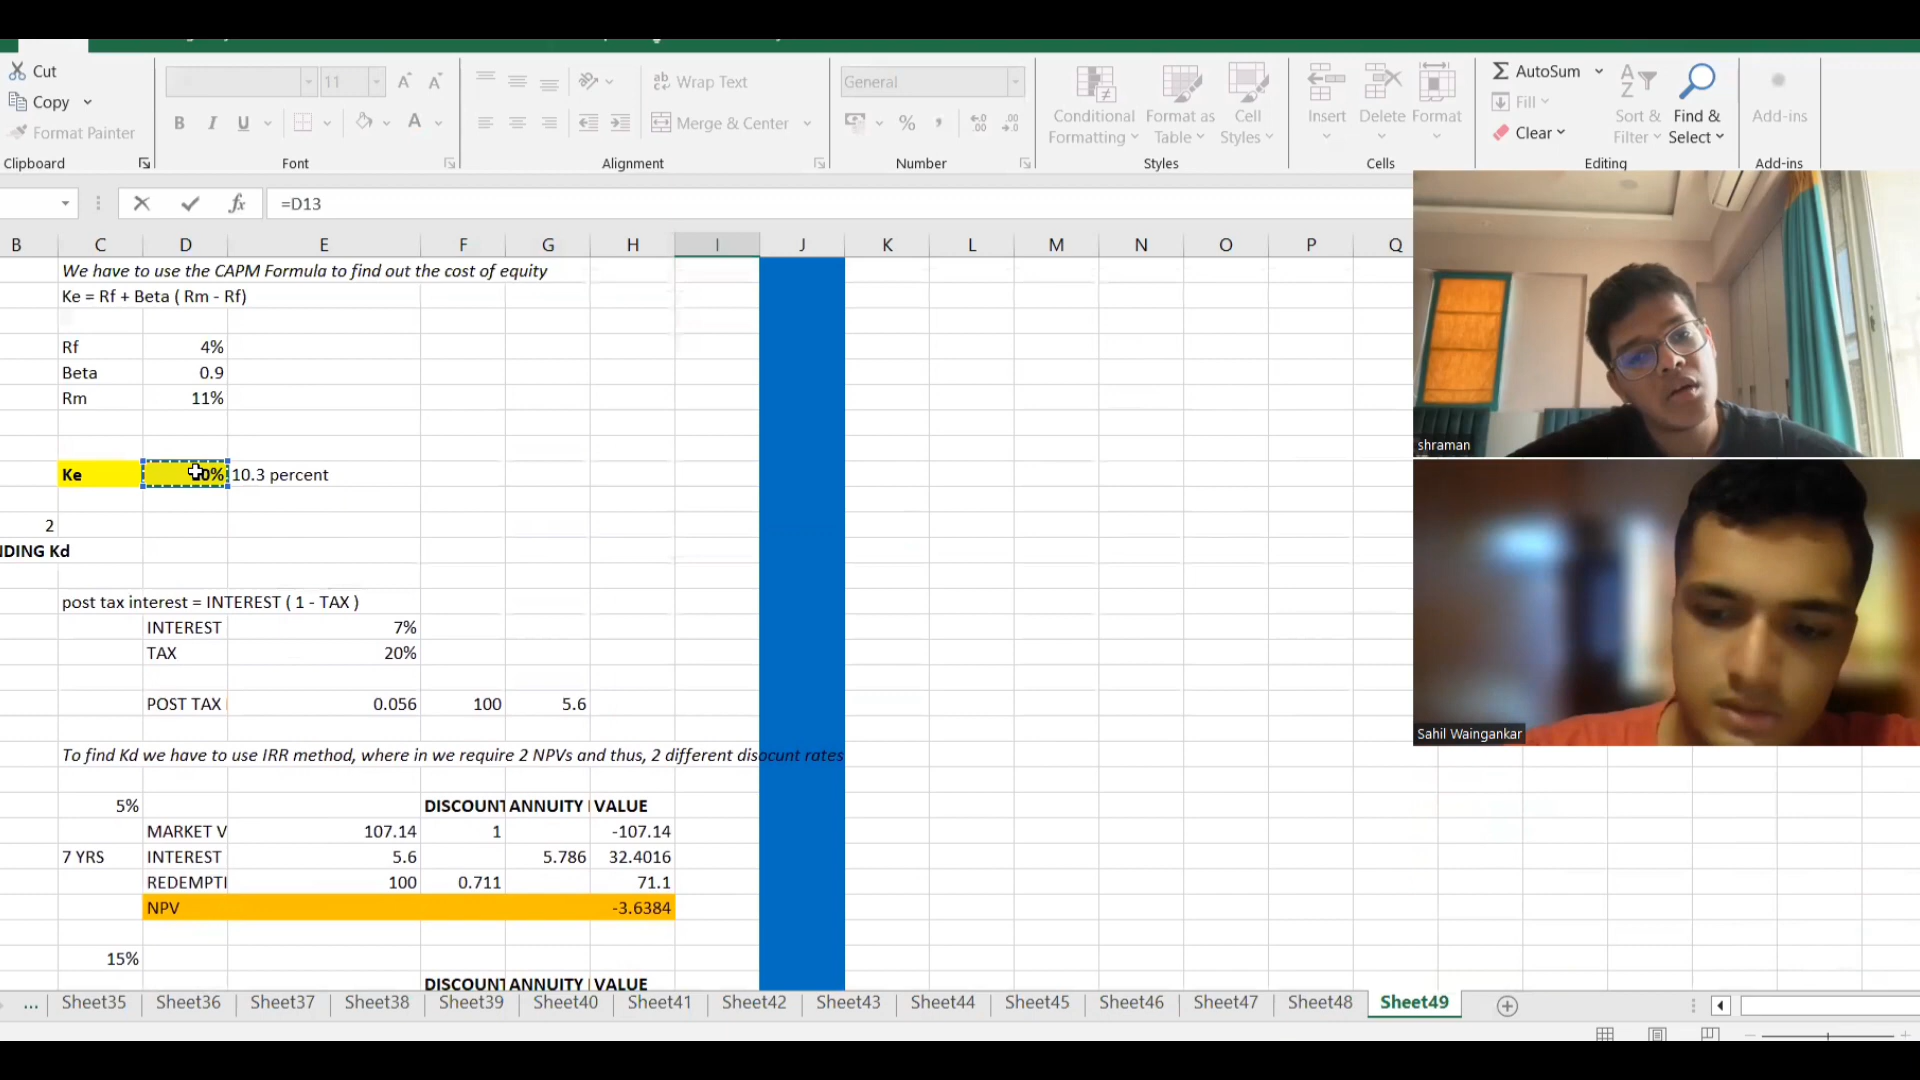 Cut
Copy
Format Painter
11
Wrap Text
Merge & Center
General
Conditional Formatting
Format as Table
Cell Styles
Insert
Delete
Format
AutoSum
Fill
Clear
Sort & Filter
Find & Select
Add-ins
Clipboard
Font
Alignment
Number
Styles
Cells
Editing
Add-ins
=D13
B C D E F G H I J K L M N O P Q
We have to use the CAPM Formula to find out the cost of equity
Ke = Rf + Beta ( Rm - Rf)
Rf 4%
Beta 0.9
Rm 11%
Ke 10.3 percent
2
NDING Kd
post tax interest = INTEREST ( 1 - TAX )
INTEREST 7%
TAX 20%
POST TAX 0.056 100 5.6
To find Kd we have to use IRR method, where in we require 2 NPVs and thus, 2 different disocunt rates
5% DISCOUNT ANNUITY VALUE
MARKET V 107.14 1 -107.14
7 YRS INTEREST 5.6 5.786 32.4016
REDEMPTI 100 0.711 71.1
NPV -3.6384
15%
DISCOUNT ANNUITY VALUE
... Sheet35 Sheet36 Sheet37 Sheet38 Sheet39 Sheet40 Sheet41 Sheet42 Sheet43 Sheet44 Sheet45 Sheet46 Sheet47 Sheet48 Sheet49
shraman
Sahil Waingankar